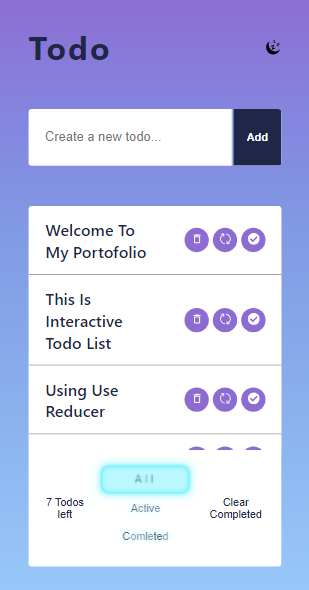 Todo
Create a new todo...
Add
Welcome To
My Portofolio
This Is
Interactive
Todo List
Using Use
Reducer
7 Todos
left
All
Active
Comleted
Clear
Completed